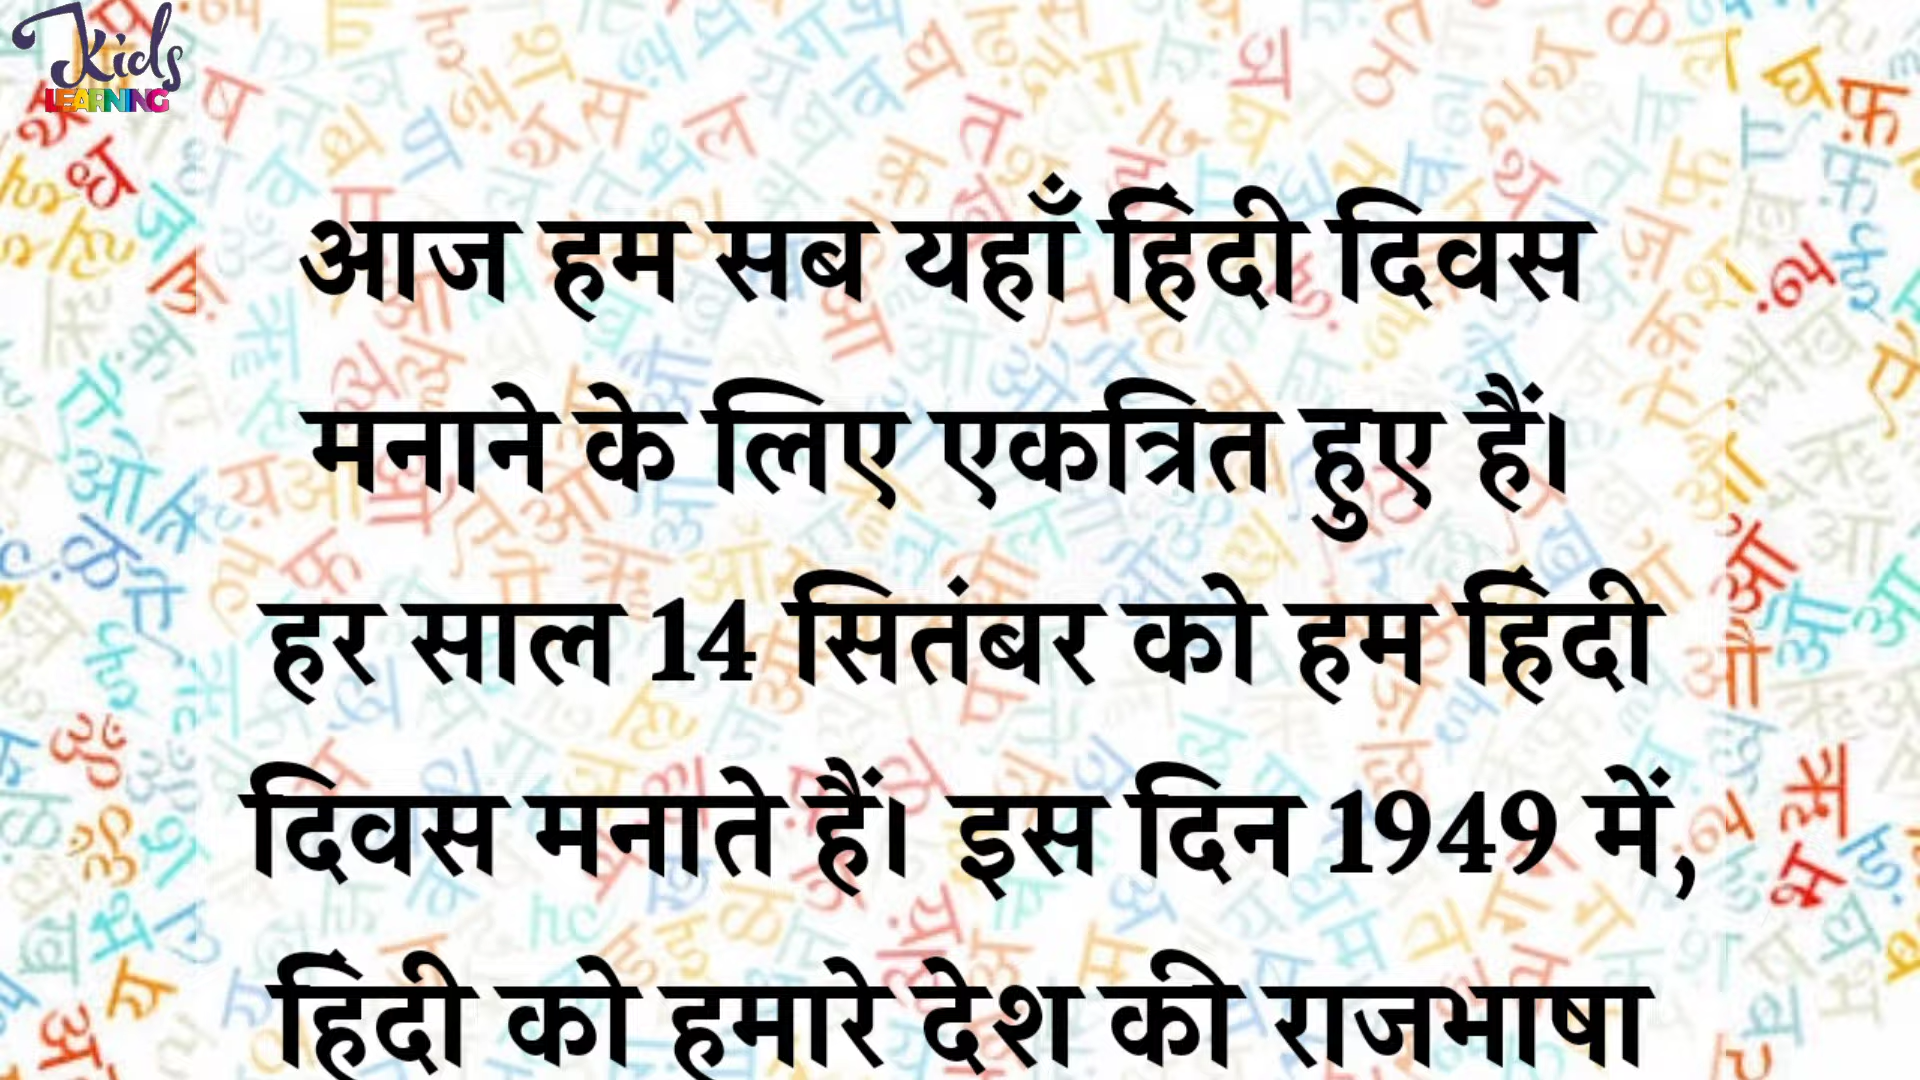 Kids
LEARNING
आज हम सब यहाँ हिंदी दिवस
मनाने के लिए एकत्रित हुए हैं।
हर साल 14 सितंबर को हम हिंदी
दिवस मनाते हैं। इस दिन 1949 में,
हिंदी को हमारे देश की राजभाषा